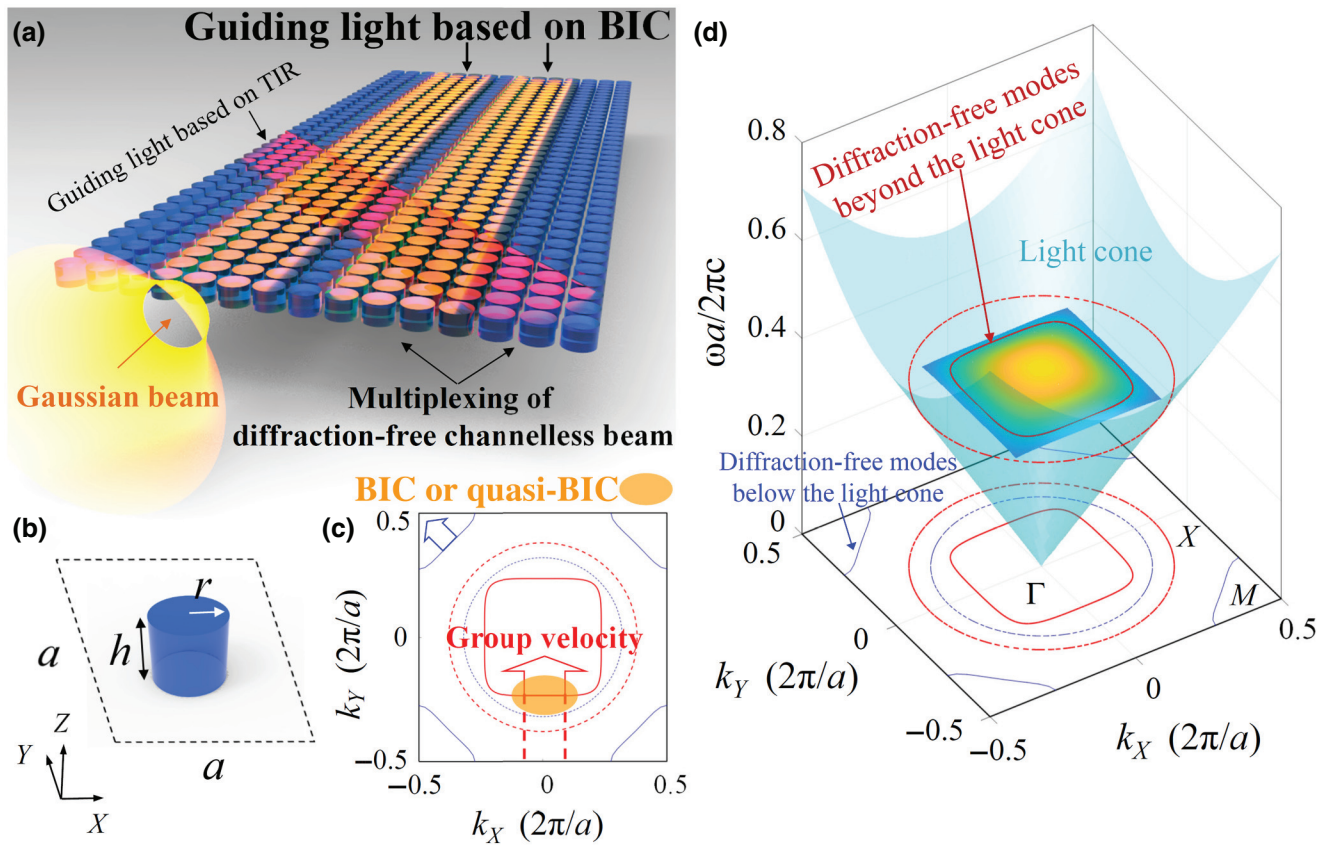 (a)
Guiding light based on BIC
Guiding light based on TIR
Gaussian beam
Multiplexing of
diffraction-free channelless beam
BIC or quasi-BIC
(b)
r
h
a
a
Z
Y
X
(c)
0.5
0
−0.5
k_Y (2π/a)
Group velocity
−0.5
0
0.5
k_X (2π/a)
(d)
Diffraction-free modes
beyond the light cone
Light cone
0.8
0.6
0.4
0.2
0
ωa/2πc
Diffraction-free modes
below the light cone
Γ
X
M
0.5
0
−0.5
k_Y (2π/a)
−0.5
0
0.5
k_X (2π/a)